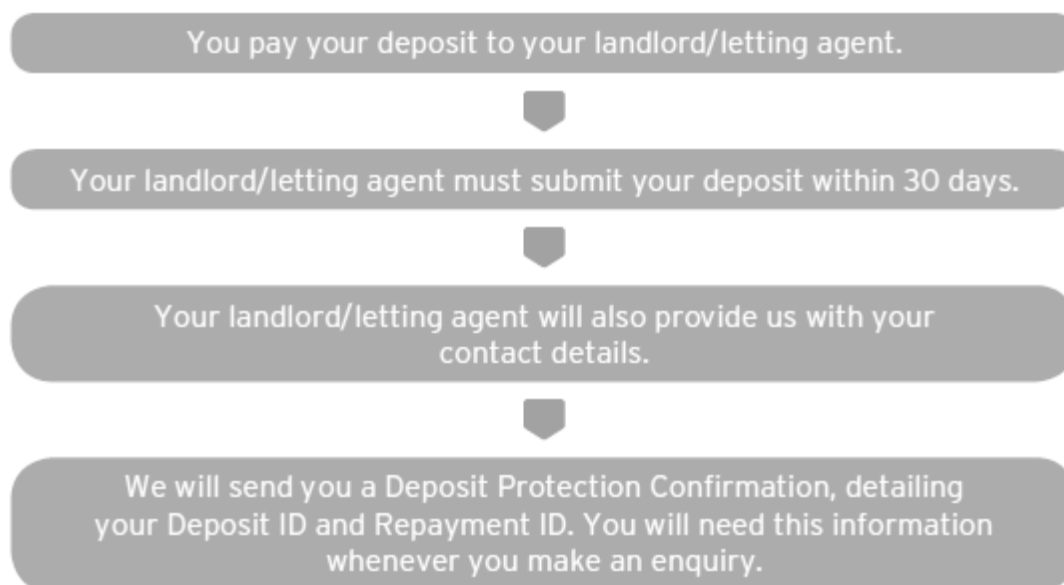 You pay your deposit to your landlord/letting agent.
Your landlord/letting agent must submit your deposit within 30 days.
Your landlord/letting agent will also provide us with your
contact details.
We will send you a Deposit Protection Confirmation, detailing
your Deposit ID and Repayment ID. You will need this information
whenever you make an enquiry.